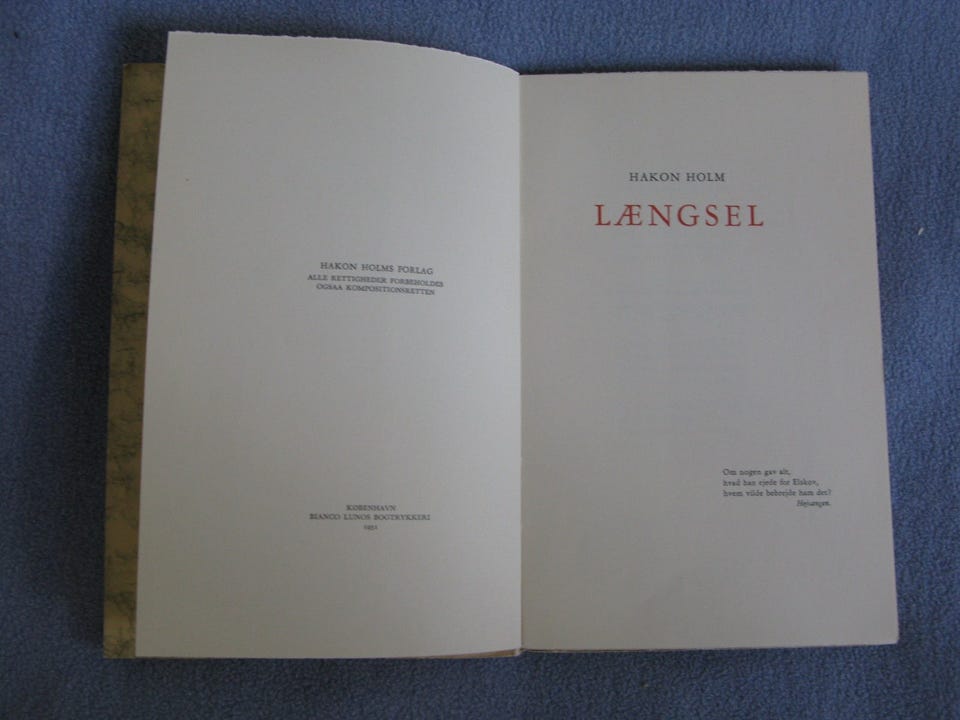 HAKON HOLMS FORLAG
ALLE RETTIGHEDER FORBEHOLDES
OGSAA KOMPOSITIONSRETTEN
KØBENHAVN
BIANCO LUNOS BOGTRYKKERI
1951
HAKON HOLM
LÆNGSEL
Om nogen gav alt,
hvad han ejede for Elskov,
hvem vilde bebrejde ham det?
Højsangen.